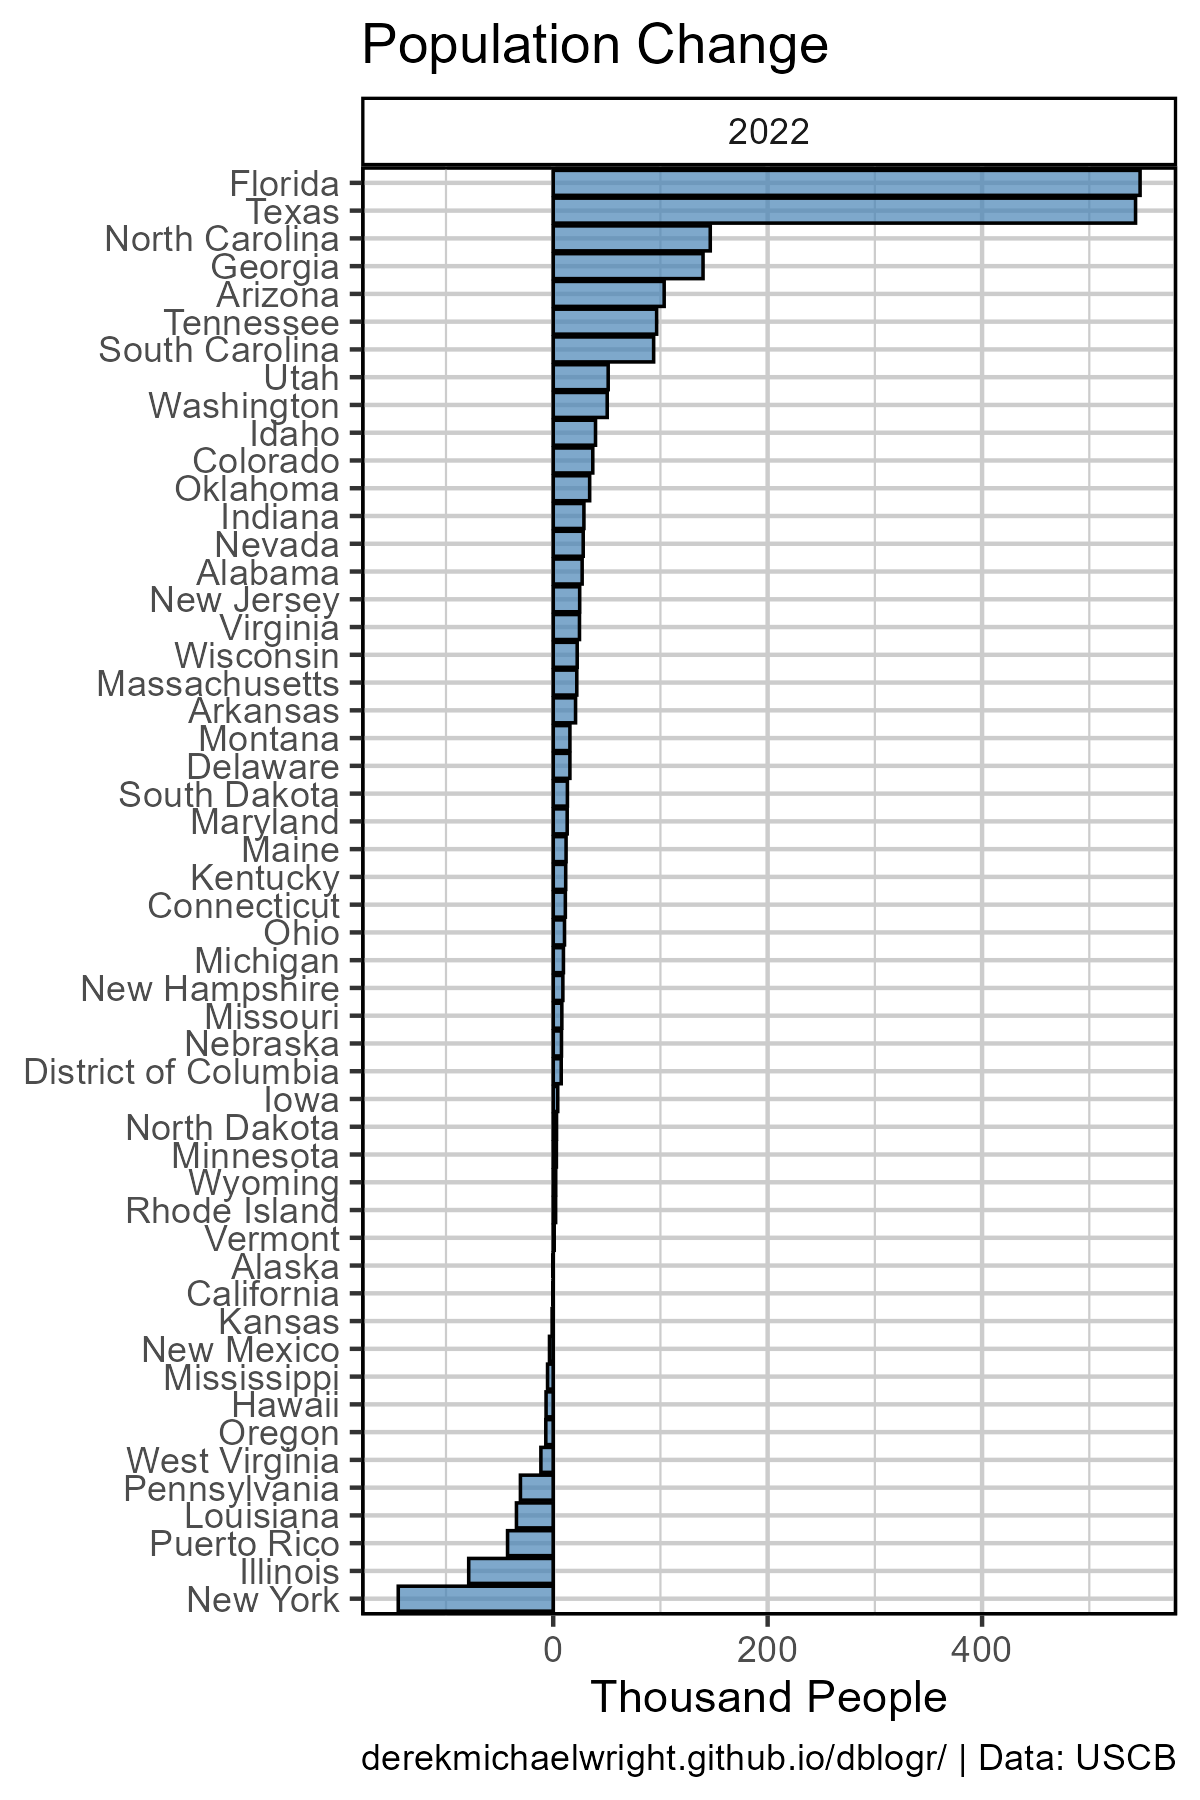 Population Change
2022
Florida
Texas
North Carolina
Georgia
Arizona
Tennessee
South Carolina
Utah
Washington
Idaho
Colorado
Oklahoma
Indiana
Nevada
Alabama
New Jersey
Virginia
Wisconsin
Massachusetts
Arkansas
Montana
Delaware
South Dakota
Maryland
Maine
Kentucky
Connecticut
Ohio
Michigan
New Hampshire
Missouri
Nebraska
District of Columbia
Iowa
North Dakota
Minnesota
Wyoming
Rhode Island
Vermont
Alaska
California
Kansas
New Mexico
Mississippi
Hawaii
Oregon
West Virginia
Pennsylvania
Louisiana
Puerto Rico
Illinois
New York
0 200 400
Thousand People
derekmichaelwright.github.io/dblogr/ | Data: USCB